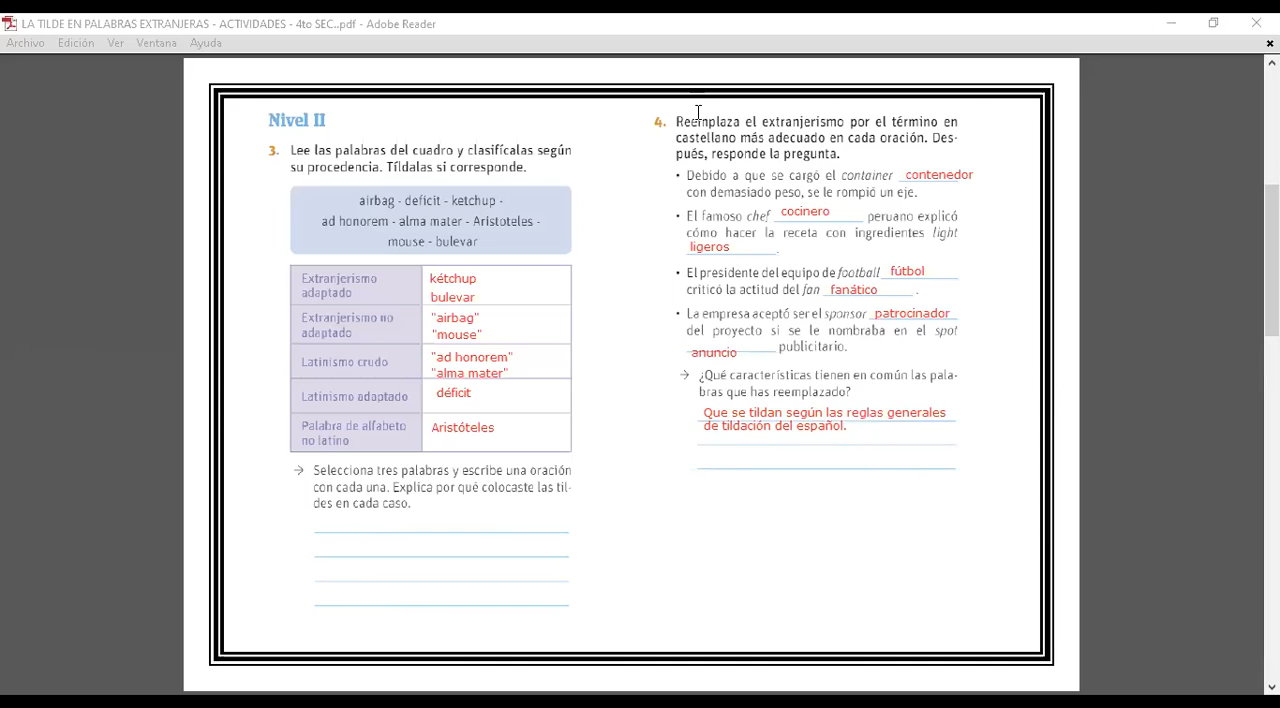 LA TILDE EN PALABRAS EXTRANJERAS - ACTIVIDADES - 4to SEC..pdf - Adobe Reader
Archivo Edición Ver Ventana Ayuda
Nivel II
3. Lee las palabras del cuadro y clasifícalas según
su procedencia. Tíldalas si corresponde.
airbag - deficit - ketchup -
ad honorem - alma mater - Aristoteles -
mouse - bulevar
Extranjerismo
adaptado
kétchup
bulevar
Extranjerismo no
adaptado
"airbag"
"mouse"
Latinismo crudo
"ad honorem"
"alma mater"
Latinismo adaptado
déficit
Palabra de alfabeto
no latino
Aristóteles
→ Selecciona tres palabras y escribe una oración
con cada una. Explica por qué colocaste las til-
des en cada caso.
4. Reemplaza el extranjerismo por el término en
castellano más adecuado en cada oración. Des-
pués, responde la pregunta.
• Debido a que se cargó el container contenedor
con demasiado peso, se le rompió un eje.
• El famoso chef cocinero peruano explicó
cómo hacer la receta con ingredientes light
ligeros .
• El presidente del equipo de football fútbol
criticó la actitud del fan fanático .
• La empresa aceptó ser el sponsor patrocinador
del proyecto si se le nombraba en el spot
anuncio publicitario.
→ ¿Qué características tienen en común las pala-
bras que has reemplazado?
Que se tildan según las reglas generales
de tildación del español.